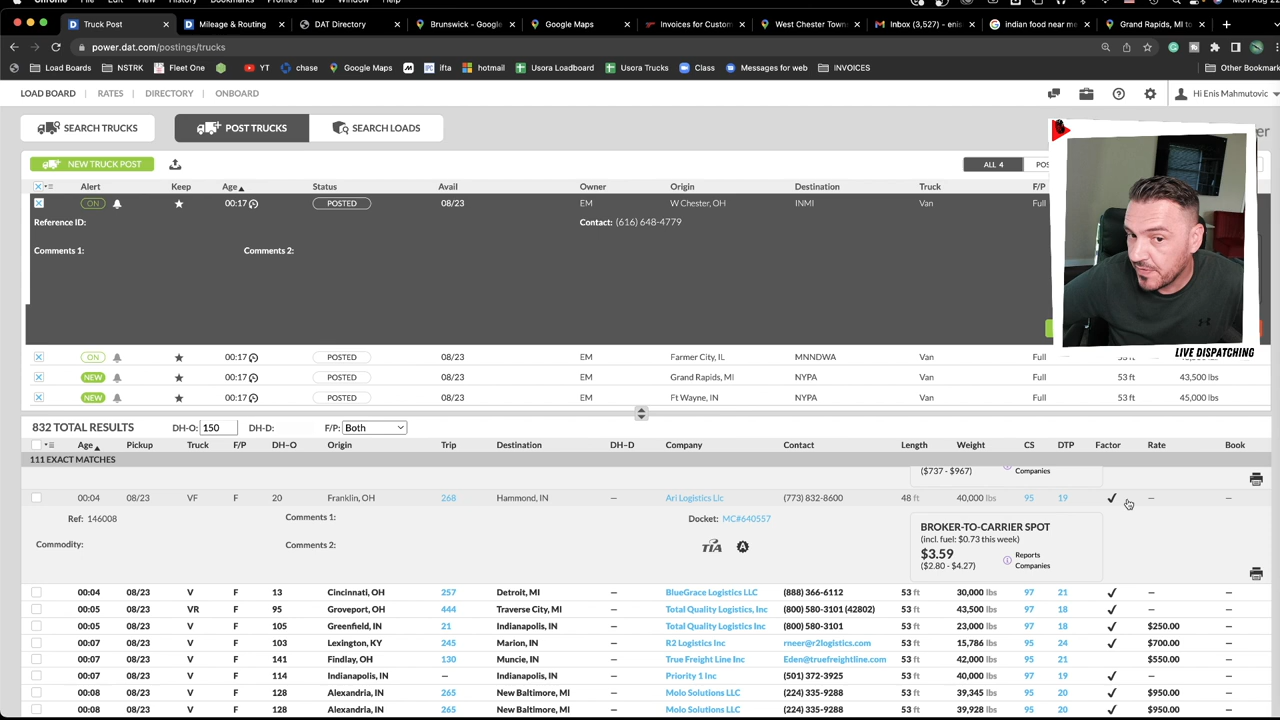 File Edit View History Bookmarks Profiles Tab Window Help
Truck Post
Mileage & Routing
DAT Directory
Brunswick - Google
Google Maps
Invoices for Custom
West Chester Town
Inbox (3,527) - enis
indian food near me
Grand Rapids, MI to
power.dat.com/postings/trucks
Load Boards NSTRK Fleet One YT chase Google Maps ifta hotmail Usora Loadboard Usora Trucks Class Messages for web INVOICES Other Bookmar
LOAD BOARD RATES DIRECTORY ONBOARD Hi Enis Mahmutovic
SEARCH TRUCKS POST TRUCKS SEARCH LOADS
NEW TRUCK POST ALL 4
Alert Keep Age Status Avail Owner Origin Destination Truck F/P
ON 00:17 POSTED 08/23 EM W Chester, OH INMI Van Full
Reference ID: Contact: (616) 648-4779
Comments 1: Comments 2:
LIVE DISPATCHING
ON 00:17 POSTED 08/23 EM Farmer City, IL MNNDWA Van Full
NEW 00:17 POSTED 08/23 EM Grand Rapids, MI NYPA Van Full 53 ft 43,500 lbs
NEW 00:17 POSTED 08/23 EM Ft Wayne, IN NYPA Van Full 53 ft 45,000 lbs
832 TOTAL RESULTS DH-O: 150 DH-D: F/P: Both
Age Pickup Truck F/P DH-O Origin Trip Destination DH-D Company Contact Length Weight CS DTP Factor Rate Book
111 EXACT MATCHES
($737 - $967) Companies
00:04 08/23 VF F 20 Franklin, OH 268 Hammond, IN — Ari Logistics Llc (773) 832-8600 48 ft 40,000 lbs 95 19 ✓ — —
Ref: 146008 Comments 1: Docket: MC#640557
Commodity: Comments 2: TIA A
BROKER-TO-CARRIER SPOT
(incl. fuel: $0.73 this week)
$3.59 Reports
($2.80 - $4.27) Companies
00:04 08/23 V F 13 Cincinnati, OH 257 Detroit, MI — BlueGrace Logistics LLC (888) 366-6112 53 ft 30,000 lbs 97 21 ✓ — —
00:05 08/23 VR F 95 Groveport, OH 444 Traverse City, MI — Total Quality Logistics, Inc (800) 580-3101 (42802) 53 ft 43,500 lbs 97 18 ✓ — —
00:05 08/23 V F 105 Greenfield, IN 21 Indianapolis, IN — Total Quality Logistics Inc (800) 580-3101 53 ft 23,000 lbs 97 18 ✓ $250.00 —
00:07 08/23 V F 103 Lexington, KY 245 Marion, IN — R2 Logistics Inc rneer@r2logistics.com 53 ft 15,786 lbs 95 24 ✓ $700.00 —
00:07 08/23 V F 141 Findlay, OH 130 Muncie, IN — True Freight Line Inc Eden@truefreightline.com 53 ft 42,000 lbs 95 21 $550.00 —
00:07 08/23 V F 114 Indianapolis, IN — Indianapolis, IN — Priority 1 Inc (501) 372-3925 53 ft 40,000 lbs 97 19 ✓ — —
00:08 08/23 V F 128 Alexandria, IN 265 New Baltimore, MI — Molo Solutions LLC (224) 335-9288 53 ft 39,345 lbs 95 20 ✓ $950.00 —
00:08 08/23 V F 128 Alexandria, IN 265 New Baltimore, MI — Molo Solutions LLC (224) 335-9288 53 ft 39,928 lbs 95 20 ✓ $950.00 —